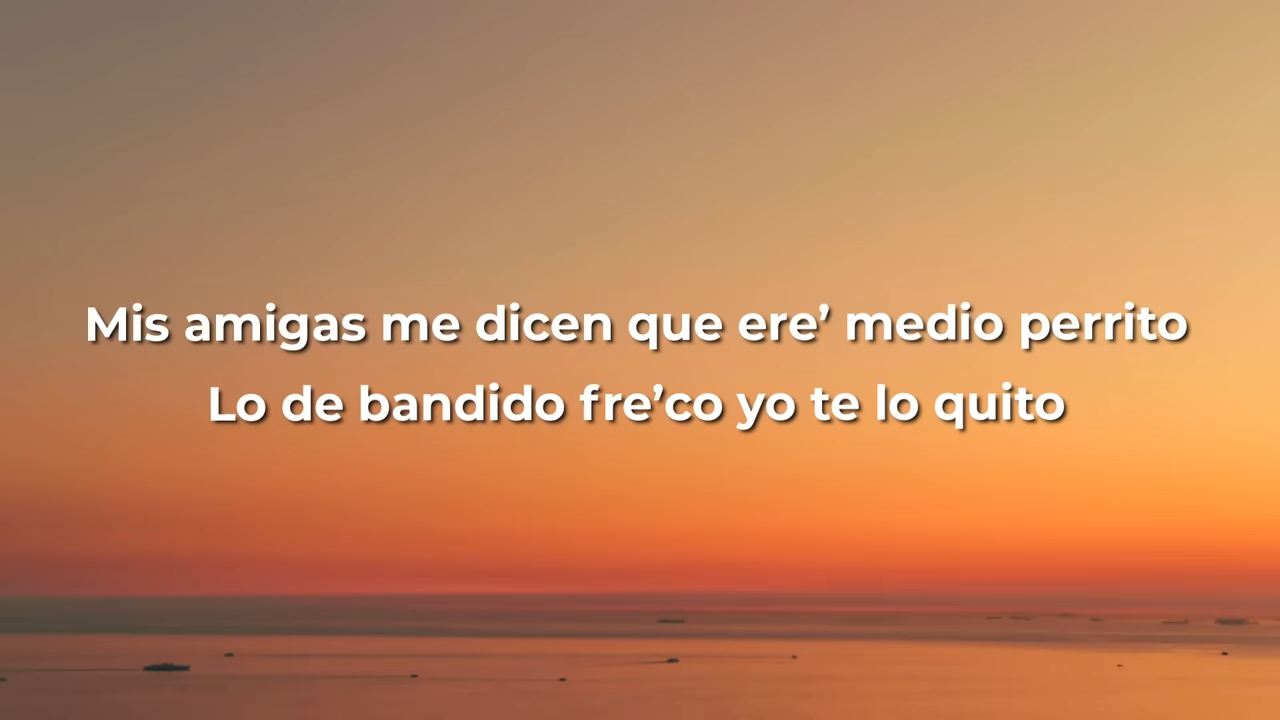 Mis amigas me dicen que ere’ medio perrito
Lo de bandido fre’co yo te lo quito